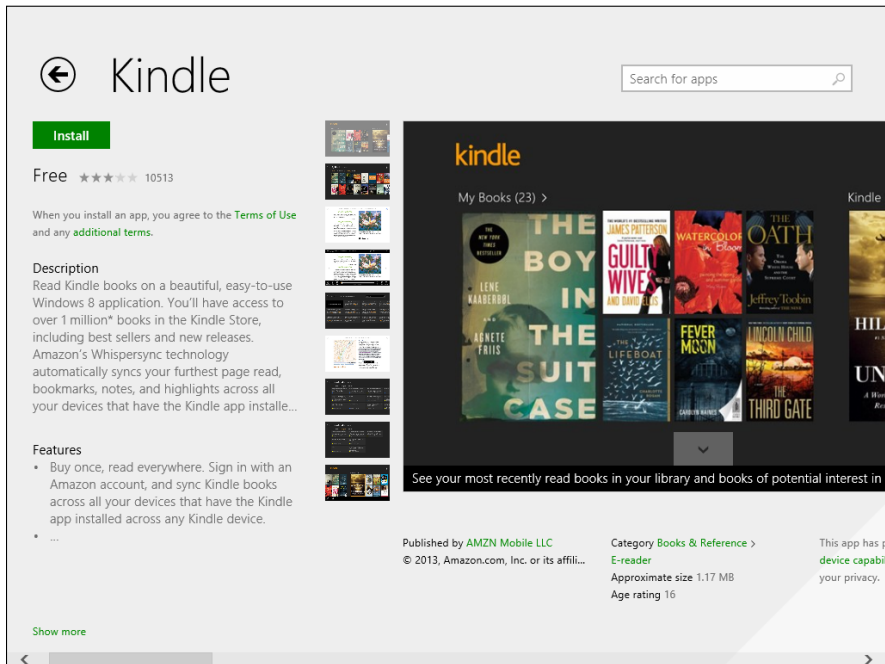 Kindle
Search for apps
Install
Free 10513
When you install an app, you agree to the Terms of Use
and any additional terms.
Description
Read Kindle books on a beautiful, easy-to-use
Windows 8 application. You'll have access to
over 1 million* books in the Kindle Store,
including best sellers and new releases.
Amazon's Whispersync technology
automatically syncs your furthest page read,
bookmarks, notes, and highlights across all
your devices that have the Kindle app installe...
Features
• Buy once, read everywhere. Sign in with an
Amazon account, and sync Kindle books
across all your devices that have the Kindle
app installed across any Kindle device.
• ...
Show more
kindle
My Books (23) >
Kindle
THE
BOY
IN
THE
SUIT
CASE
LENE
KAABERBØL
AND
AGNETE
FRIIS
JAMES PATTERSON
GUILTY
WIVES
AND DAVID ELLIS
WATERCOLOR
in Bloom
THE
OATH
Jeffrey Toobin
THE
LIFEBOAT
FEVER
MOON
CAROLYN HAINES
LINCOLN CHILD
THE
THIRD GATE
HIL
UN
See your most recently read books in your library and books of potential interest in
Published by AMZN Mobile LLC
© 2013, Amazon.com, Inc. or its affili...
Category Books & Reference >
E-reader
Approximate size 1.17 MB
Age rating 16
This app has p
device capabil
your privacy.